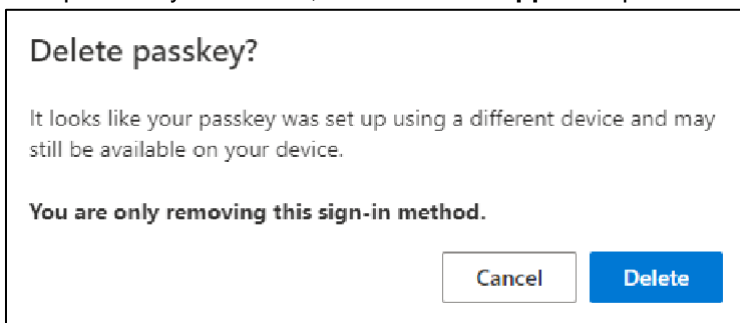 Delete passkey?
It looks like your passkey was set up using a different device and may
still be available on your device.
You are only removing this sign-in method.
Cancel Delete